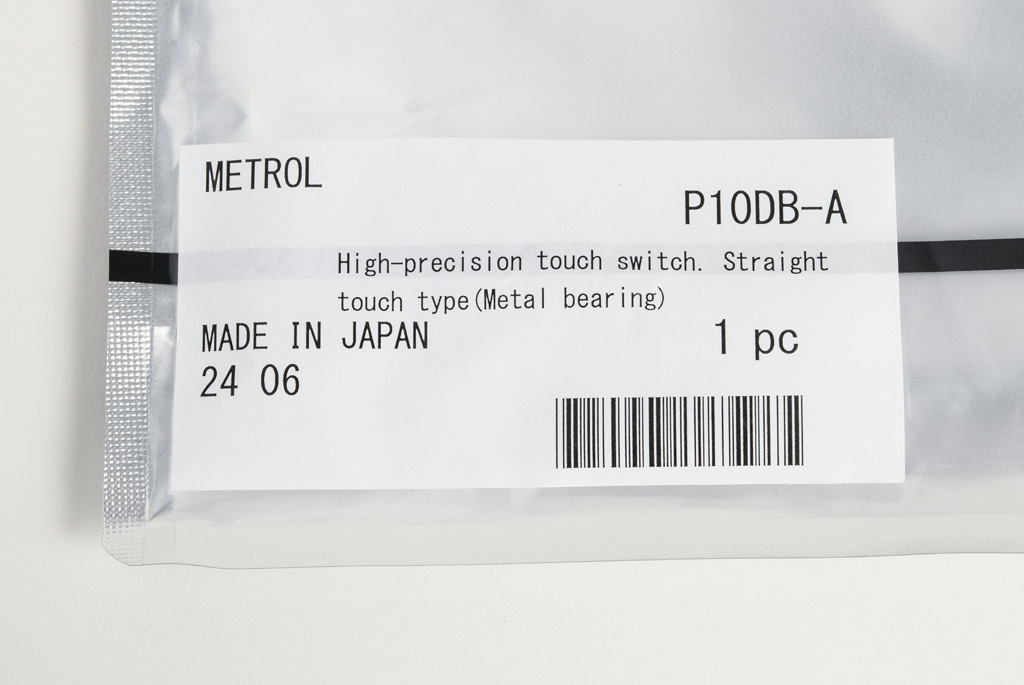 METROL
P10DB-A
High-precision touch switch. Straight
touch type(Metal bearing)
MADE IN JAPAN
1 pc
24 06